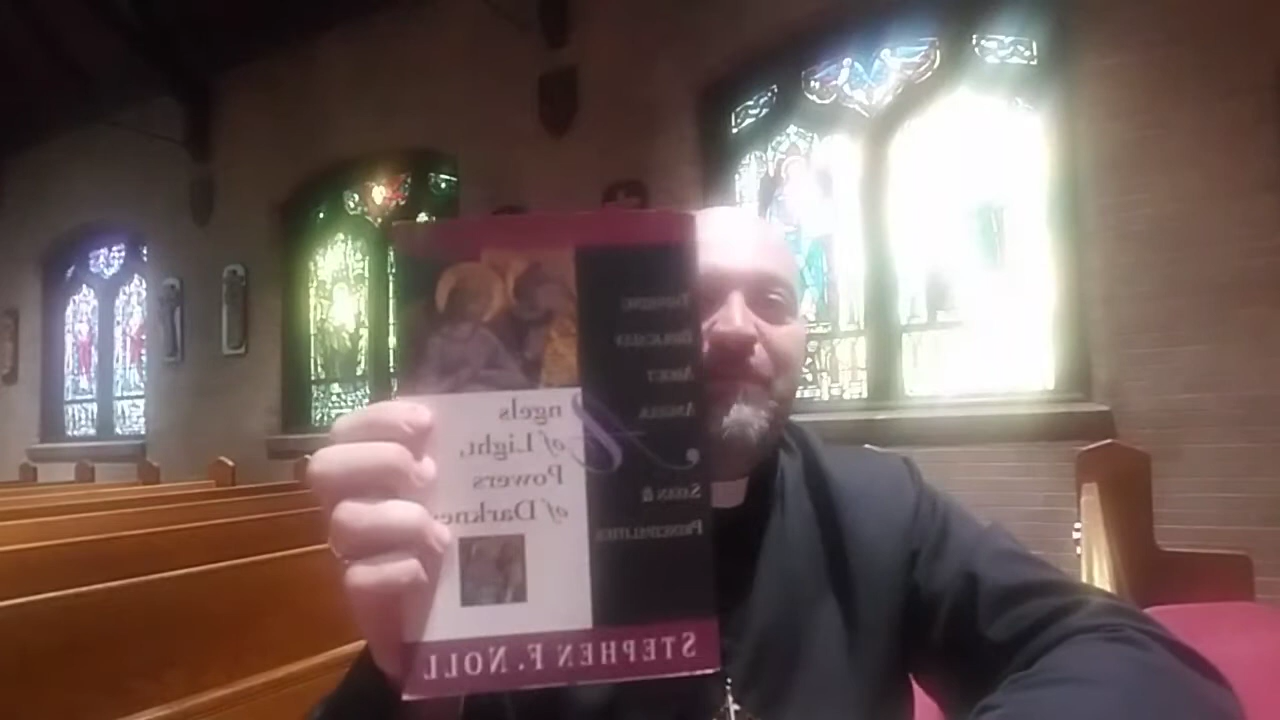 Angels
of Light,
Powers
of Darkne
THINKING
BIBLICALLY
ABOUT
ANGELS,
SATAN &
PRINCIPALITIES
STEPHEN F. NOLL